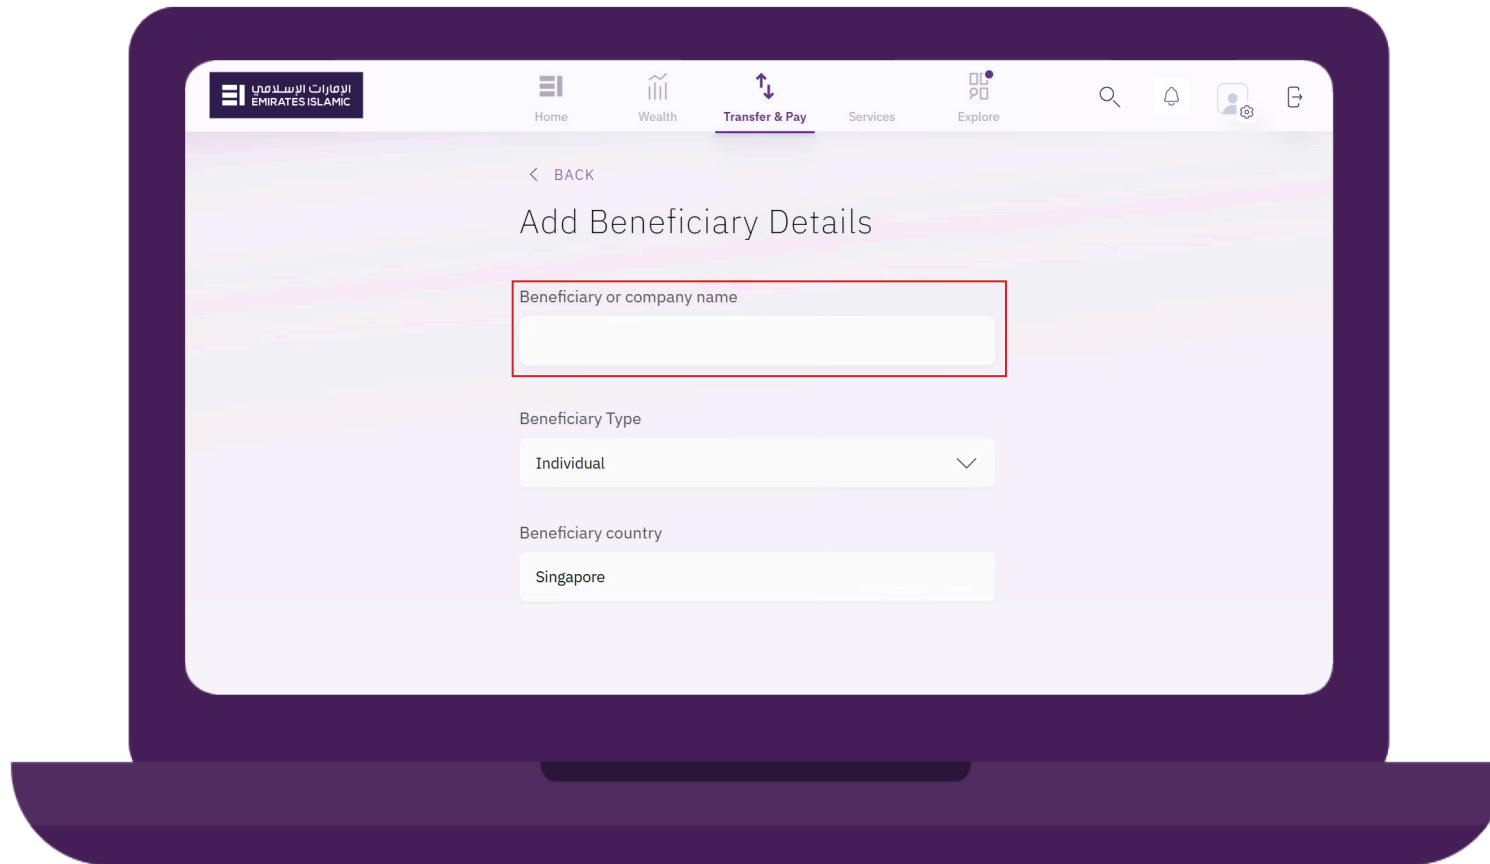 الإمارات الإسلامي
EMIRATES ISLAMIC
Home
Wealth
Transfer & Pay
Services
Explore
BACK
Add Beneficiary Details
Beneficiary or company name
Beneficiary Type
Individual
Beneficiary country
Singapore